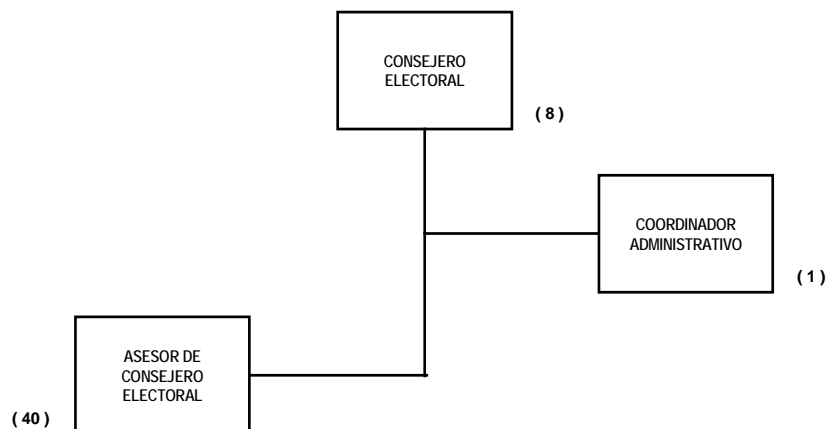 CONSEJERO
ELECTORAL
( 8 )
COORDINADOR
ADMINISTRATIVO
( 1 )
ASESOR DE
CONSEJERO
ELECTORAL
( 40 )